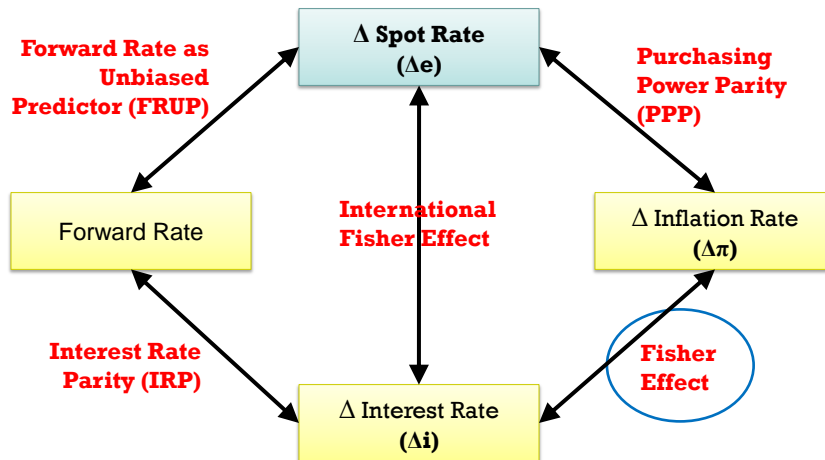 Forward Rate as
Unbiased
Predictor (FRUP)
Δ Spot Rate
(Δe)
Purchasing
Power Parity
(PPP)
Forward Rate
International
Fisher Effect
Δ Inflation Rate
(Δπ)
Interest Rate
Parity (IRP)
Δ Interest Rate
(Δi)
Fisher
Effect